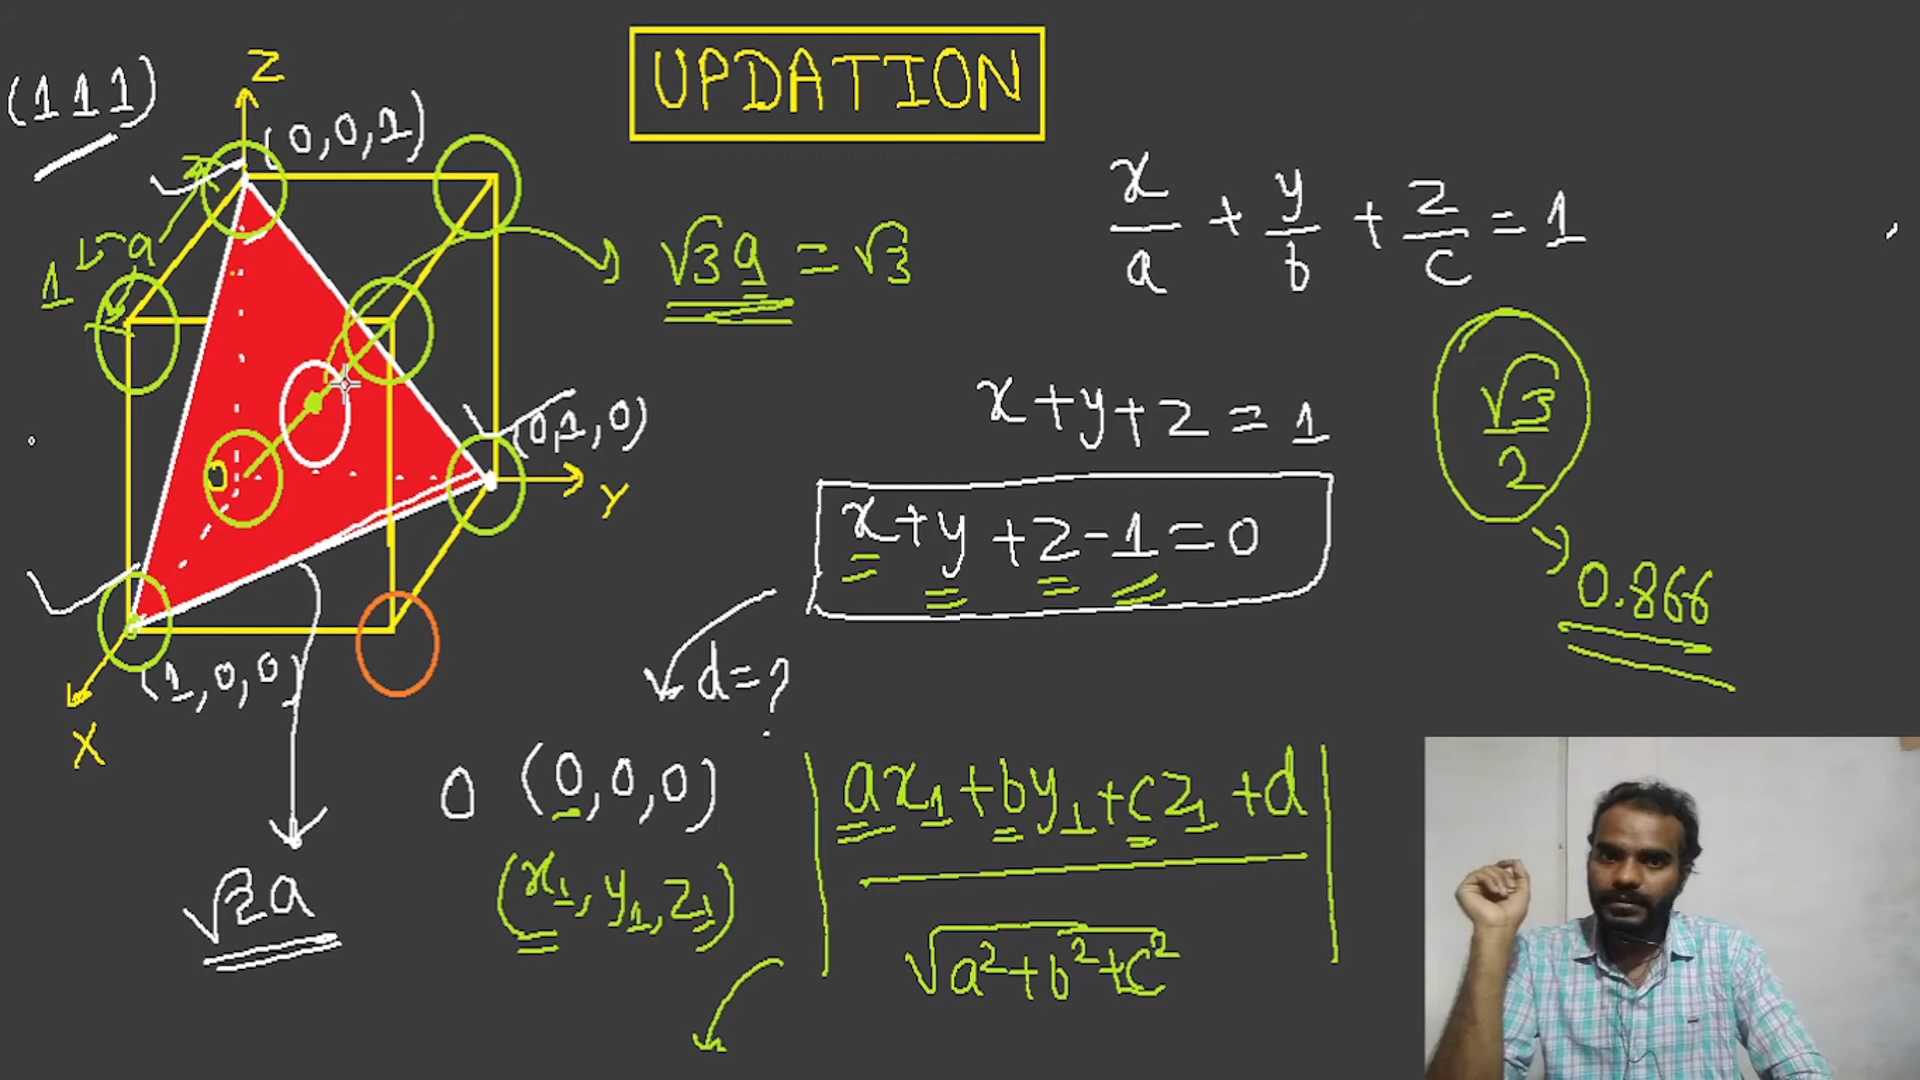 UPDATION
(111)
Z
(0,0,1)
a
1
√3a = √3
x/a + y/b + z/c = 1
√3/2
0.866
x+y+z=1
x+y+z-1=0
(0,1,0)
O
Y
(1,0,0)
X
d=?
0 (0,0,0)
(x₁,y₁,z₁)
|ax₁+by₁+cz₁+d|
√a²+b²+c²
√2a